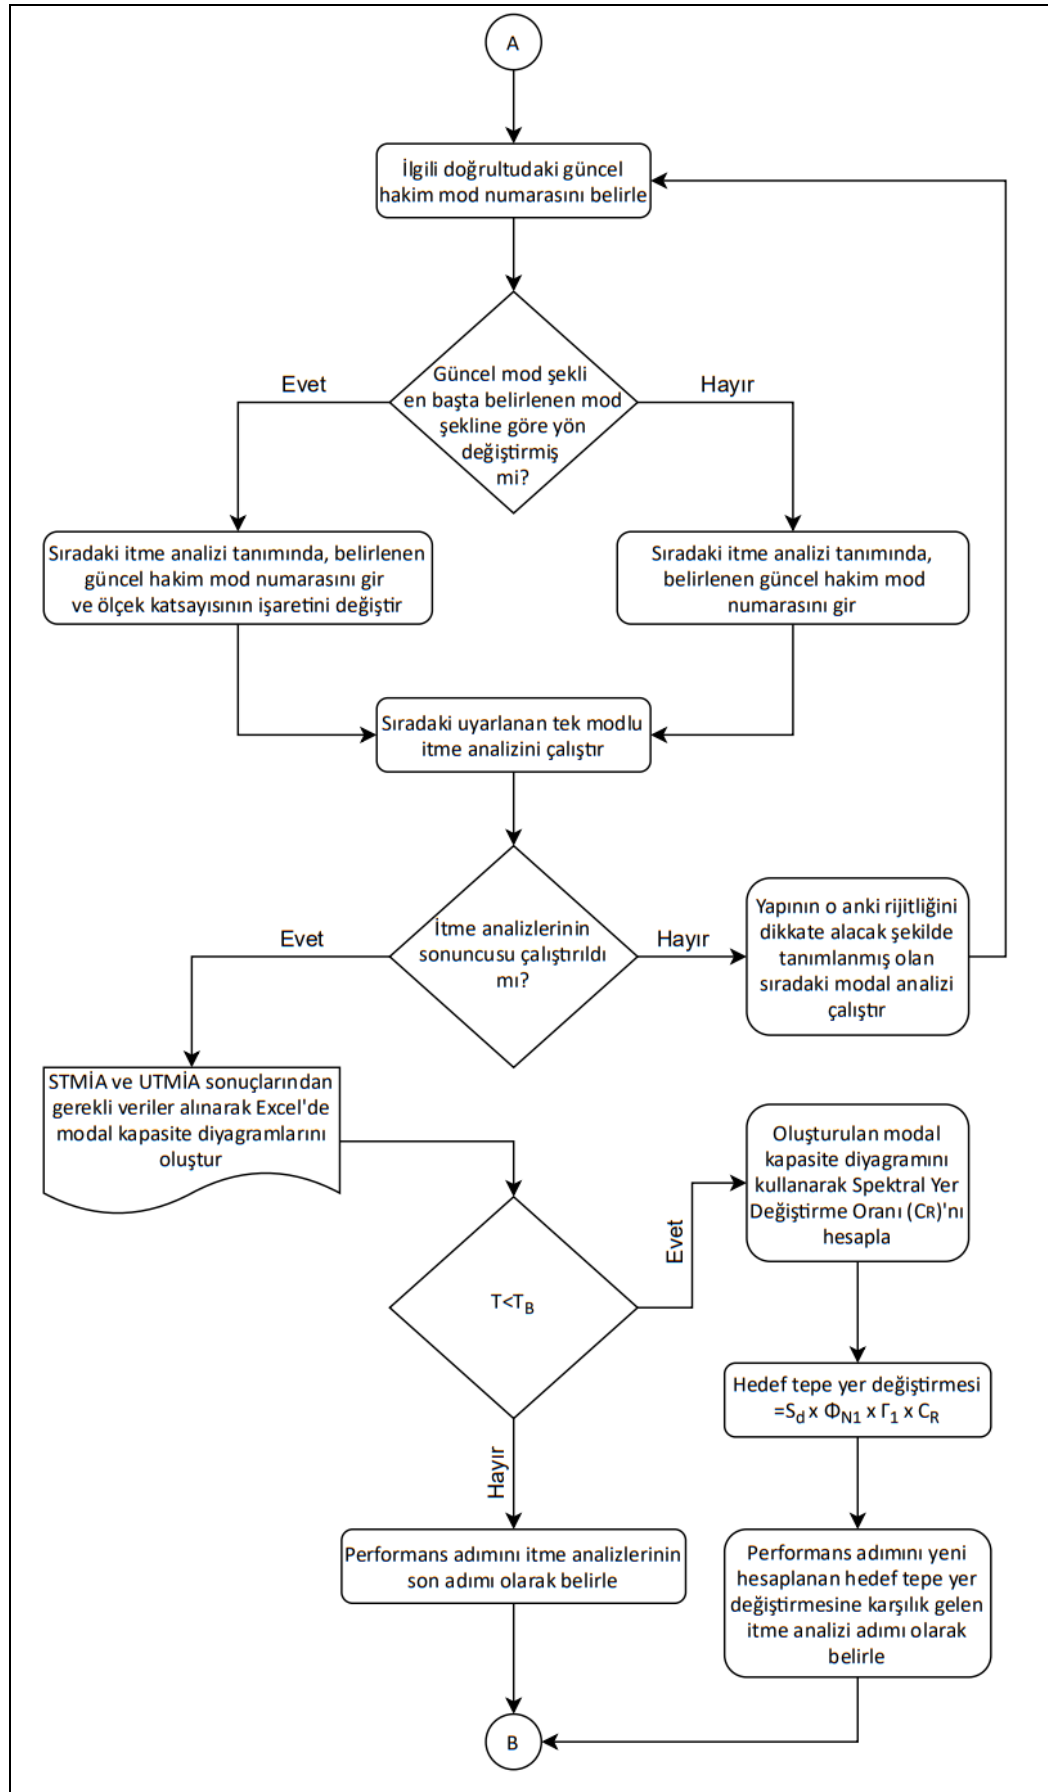 A
İlgili doğrultudaki güncel
hakim mod numarasını belirle
Güncel mod şekli
en başta belirlenen mod
şekline göre yön
değiştirmiş
mi?
Evet
Hayır
Sıradaki itme analizi tanımında, belirlenen
güncel hakim mod numarasını gir
ve ölçek katsayısının işaretini değiştir
Sıradaki itme analizi tanımında,
belirlenen güncel hakim mod
numarasını gir
Sıradaki uyarlanan tek modlu
itme analizini çalıştır
İtme analizlerinin
sonuncusu çalıştırıldı
mı?
Evet
Hayır
Yapının o anki rijitliğini
dikkate alacak şekilde
tanımlanmış olan
sıradaki modal analizi
çalıştır
STMİA ve UTMİA sonuçlarından
gerekli veriler alınarak Excel'de
modal kapasite diyagramlarını
oluştur
T<T_B
Evet
Hayır
Oluşturulan modal
kapasite diyagramını
kullanarak Spektral Yer
Değiştirme Oranı (CR)'nı
hesapla
Hedef tepe yer değiştirmesi
=S_d x Φ_N1 x Γ_1 x C_R
Performans adımını itme analizlerinin
son adımı olarak belirle
Performans adımını yeni
hesaplanan hedef tepe yer
değiştirmesine karşılık gelen
itme analizi adımı olarak
belirle
B